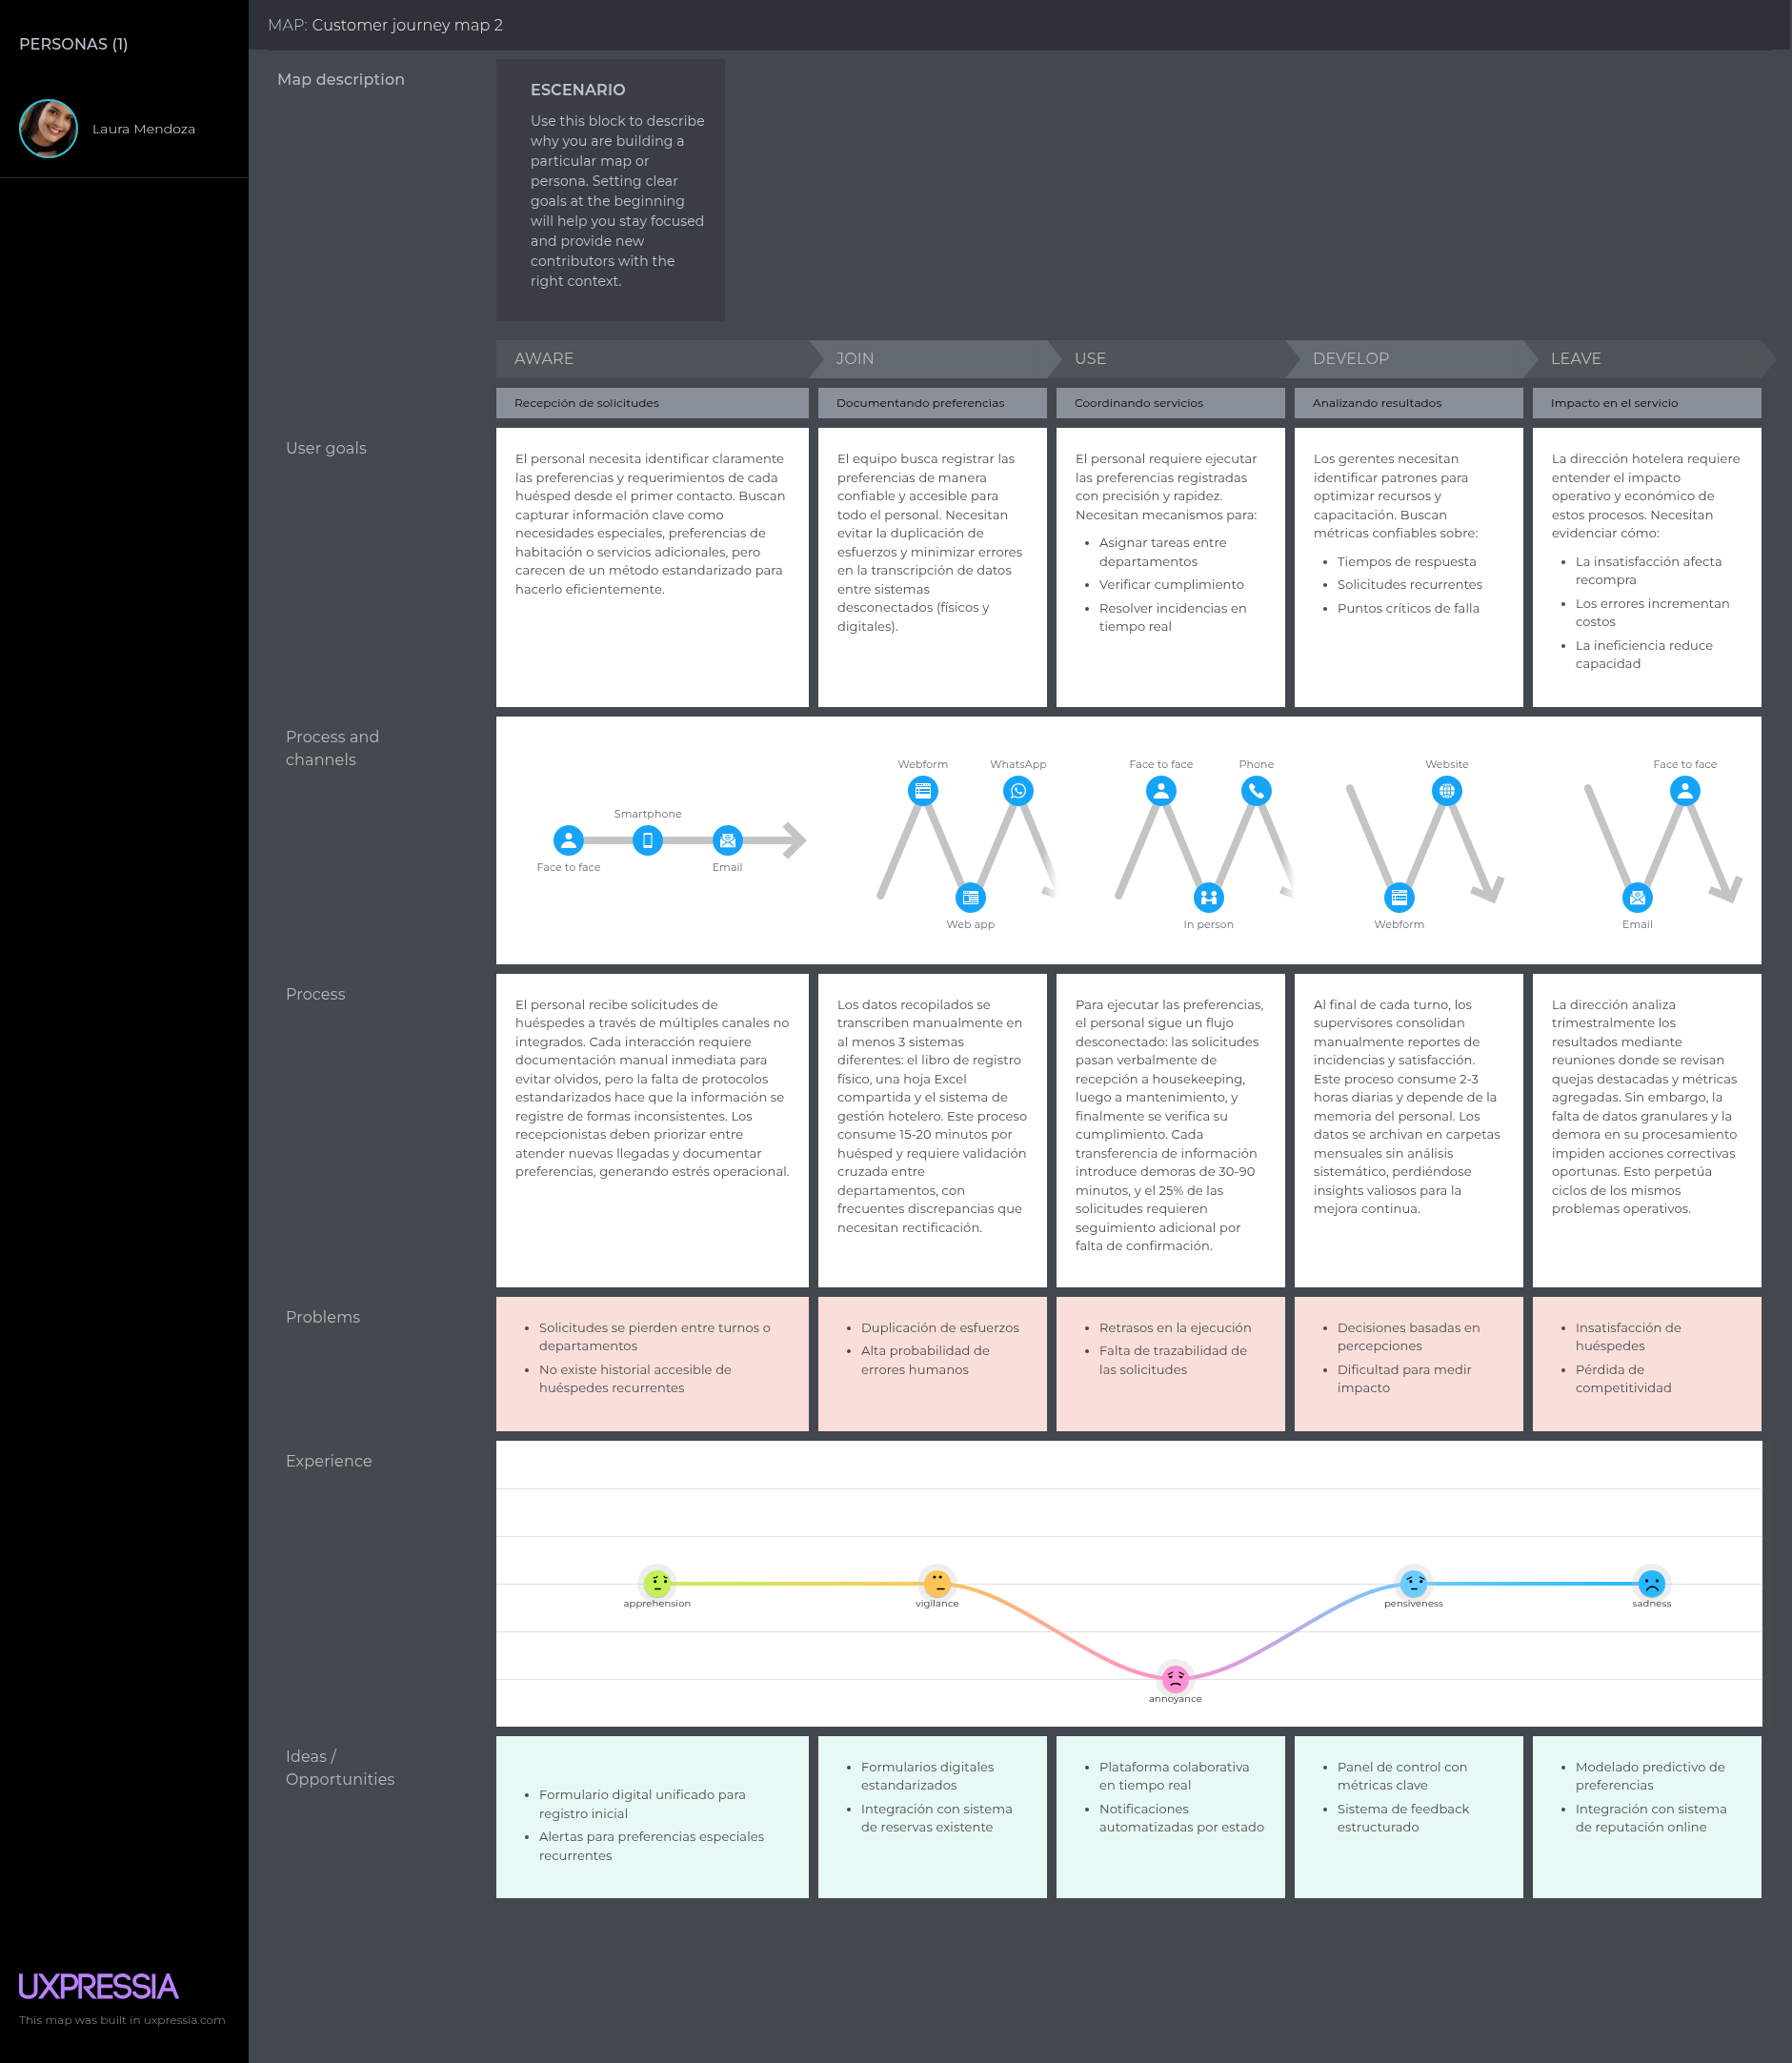 PERSONAS (1)
Laura Mendoza
MAP: Customer journey map 2
Map description
ESCENARIO
Use this block to describe
why you are building a
particular map or
persona. Setting clear
goals at the beginning
will help you stay focused
and provide new
contributors with the
right context.
AWARE
JOIN
USE
DEVELOP
LEAVE
Recepción de solicitudes
Documentando preferencias
Coordinando servicios
Analizando resultados
Impacto en el servicio
User goals
El personal necesita identificar claramente
las preferencias y requerimientos de cada
huésped desde el primer contacto. Buscan
capturar información clave como
necesidades especiales, preferencias de
habitación o servicios adicionales, pero
carecen de un método estandarizado para
hacerlo eficientemente.
El equipo busca registrar las
preferencias de manera
confiable y accesible para
todo el personal. Necesitan
evitar la duplicación de
esfuerzos y minimizar errores
en la transcripción de datos
entre sistemas
desconectados (físicos y
digitales).
El personal requiere ejecutar
las preferencias registradas
con precisión y rapidez.
Necesitan mecanismos para:
• Asignar tareas entre
departamentos
• Verificar cumplimiento
• Resolver incidencias en
tiempo real
Los gerentes necesitan
identificar patrones para
optimizar recursos y
capacitación. Buscan
métricas confiables sobre:
• Tiempos de respuesta
• Solicitudes recurrentes
• Puntos críticos de falla
La dirección hotelera requiere
entender el impacto
operativo y económico de
estos procesos. Necesitan
evidenciar cómo:
• La insatisfacción afecta
recompra
• Los errores incrementan
costos
• La ineficiencia reduce
capacidad
Process and
channels
Face to face
Smartphone
Email
Webform
Web app
WhatsApp
Face to face
In person
Phone
Webform
Website
Email
Face to face
Process
El personal recibe solicitudes de
huéspedes a través de múltiples canales no
integrados. Cada interacción requiere
documentación manual inmediata para
evitar olvidos, pero la falta de protocolos
estandarizados hace que la información se
registre de formas inconsistentes. Los
recepcionistas deben priorizar entre
atender nuevas llegadas y documentar
preferencias, generando estrés operacional.
Los datos recopilados se
transcriben manualmente en
al menos 3 sistemas
diferentes: el libro de registro
físico, una hoja Excel
compartida y el sistema de
gestión hotelero. Este proceso
consume 15-20 minutos por
huésped y requiere validación
cruzada entre
departamentos, con
frecuentes discrepancias que
necesitan rectificación.
Para ejecutar las preferencias,
el personal sigue un flujo
desconectado: las solicitudes
pasan verbalmente de
recepción a housekeeping,
luego a mantenimiento, y
finalmente se verifica su
cumplimiento. Cada
transferencia de información
introduce demoras de 30-90
minutos, y el 25% de las
solicitudes requieren
seguimiento adicional por
falta de confirmación.
Al final de cada turno, los
supervisores consolidan
manualmente reportes de
incidencias y satisfacción.
Este proceso consume 2-3
horas diarias y depende de la
memoria del personal. Los
datos se archivan en carpetas
mensuales sin análisis
sistemático, perdiéndose
insights valiosos para la
mejora continua.
La dirección analiza
trimestralmente los
resultados mediante
reuniones donde se revisan
quejas destacadas y métricas
agregadas. Sin embargo, la
falta de datos granulares y la
demora en su procesamiento
impiden acciones correctivas
oportunas. Esto perpetúa
ciclos de los mismos
problemas operativos.
Problems
• Solicitudes se pierden entre turnos o
departamentos
• No existe historial accesible de
huéspedes recurrentes
• Duplicación de esfuerzos
• Alta probabilidad de
errores humanos
• Retrasos en la ejecución
• Falta de trazabilidad de
las solicitudes
• Decisiones basadas en
percepciones
• Dificultad para medir
impacto
• Insatisfacción de
huéspedes
• Pérdida de
competitividad
Experience
apprehension
vigilance
annoyance
pensiveness
sadness
Ideas /
Opportunities
• Formulario digital unificado para
registro inicial
• Alertas para preferencias especiales
recurrentes
• Formularios digitales
estandarizados
• Integración con sistema
de reservas existente
• Plataforma colaborativa
en tiempo real
• Notificaciones
automatizadas por estado
• Panel de control con
métricas clave
• Sistema de feedback
estructurado
• Modelado predictivo de
preferencias
• Integración con sistema
de reputación online
UXPRESSIA
This map was built in uxpressia.com